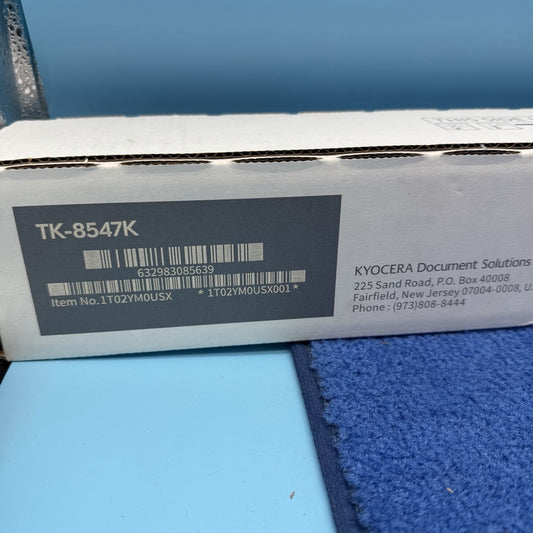 TK-8547K
632983085639
Item No.1T02YM0USX * 1T02YM0USX001 *
KYOCERA Document Solutions
225 Sand Road, P.O. Box 40008
Fairfield, New Jersey 07004-0008, U.
Phone : (973)808-8444